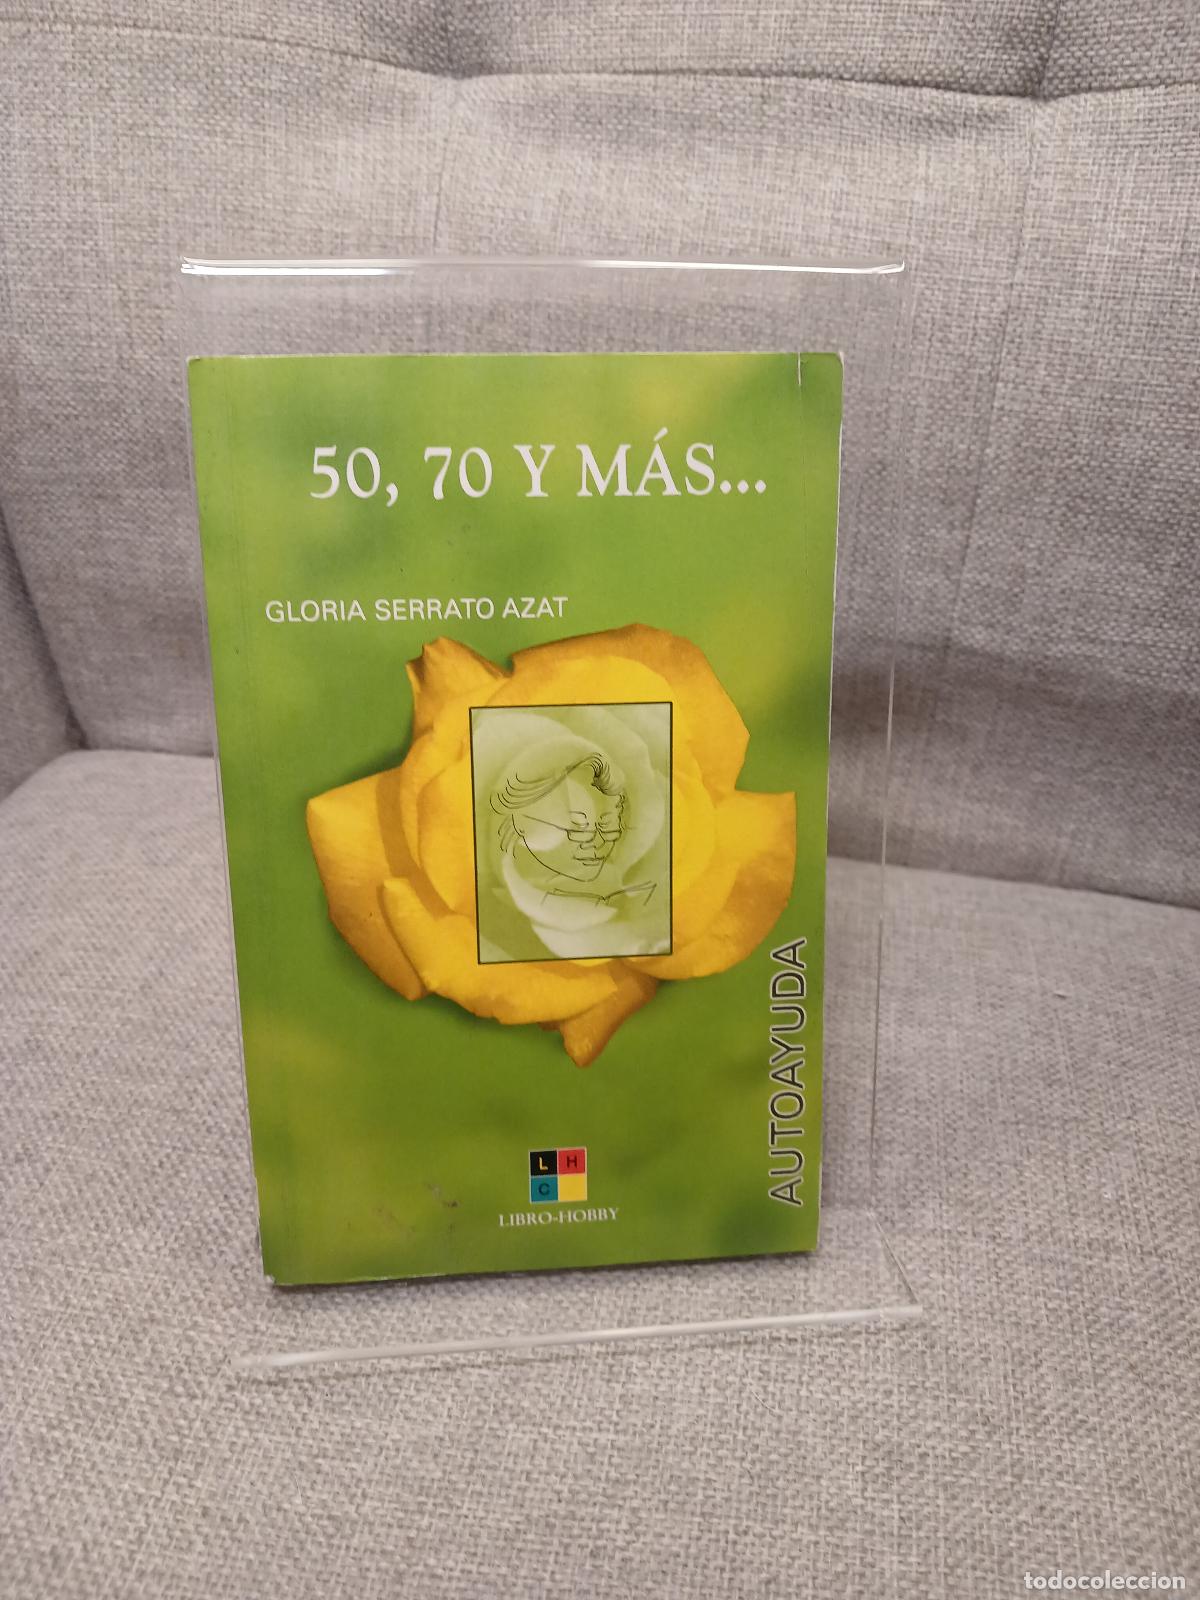 50, 70 Y MÁS...
GLORIA SERRATO AZAT
AUTOAYUDA
L H
C
LIBRO-HOBBY
todocoleccion